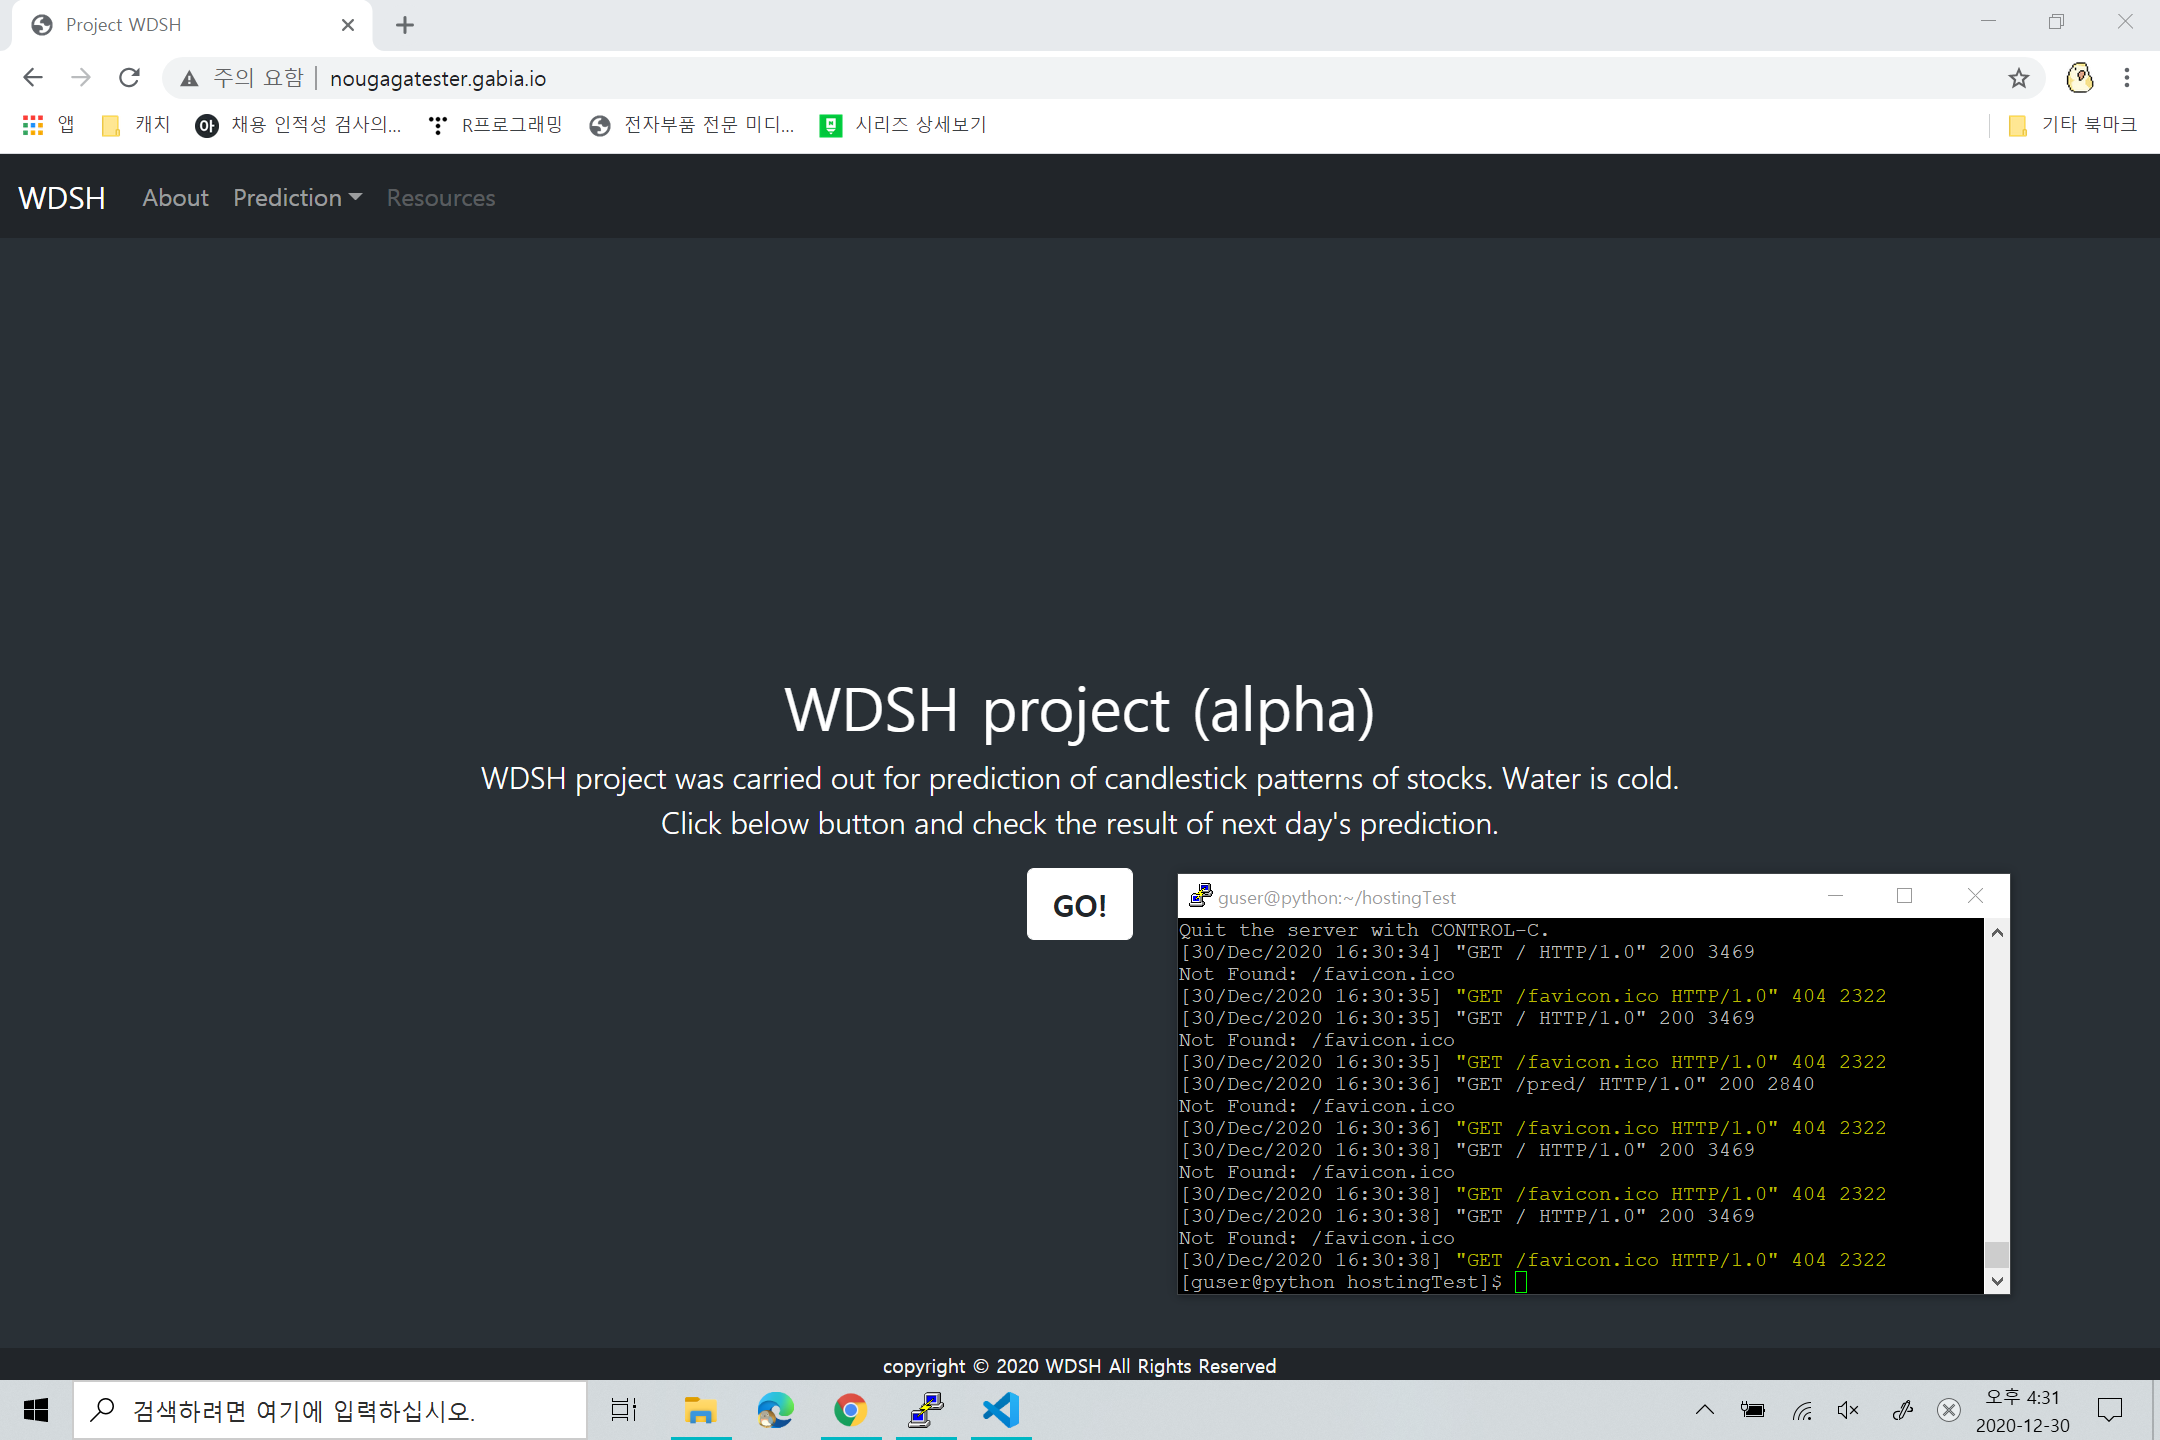 Project WDSH
주의 요함 | nougagatester.gabia.io
앱 캐치 채용 인적성 검사의... R프로그래밍 전자부품 전문 미디... 시리즈 상세보기 기타 북마크
WDSH About Prediction Resources
WDSH project (alpha)
WDSH project was carried out for prediction of candlestick patterns of stocks. Water is cold.
Click below button and check the result of next day's prediction.
GO!
guser@python:~/hostingTest
Quit the server with CONTROL-C.
[30/Dec/2020 16:30:34] "GET / HTTP/1.0" 200 3469
Not Found: /favicon.ico
[30/Dec/2020 16:30:35] "GET /favicon.ico HTTP/1.0" 404 2322
[30/Dec/2020 16:30:35] "GET / HTTP/1.0" 200 3469
Not Found: /favicon.ico
[30/Dec/2020 16:30:35] "GET /favicon.ico HTTP/1.0" 404 2322
[30/Dec/2020 16:30:36] "GET /pred/ HTTP/1.0" 200 2840
Not Found: /favicon.ico
[30/Dec/2020 16:30:36] "GET /favicon.ico HTTP/1.0" 404 2322
[30/Dec/2020 16:30:38] "GET / HTTP/1.0" 200 3469
Not Found: /favicon.ico
[30/Dec/2020 16:30:38] "GET /favicon.ico HTTP/1.0" 404 2322
[30/Dec/2020 16:30:38] "GET / HTTP/1.0" 200 3469
Not Found: /favicon.ico
[30/Dec/2020 16:30:38] "GET /favicon.ico HTTP/1.0" 404 2322
[guser@python hostingTest]$
copyright © 2020 WDSH All Rights Reserved
검색하려면 여기에 입력하십시오.
오후 4:31
2020-12-30